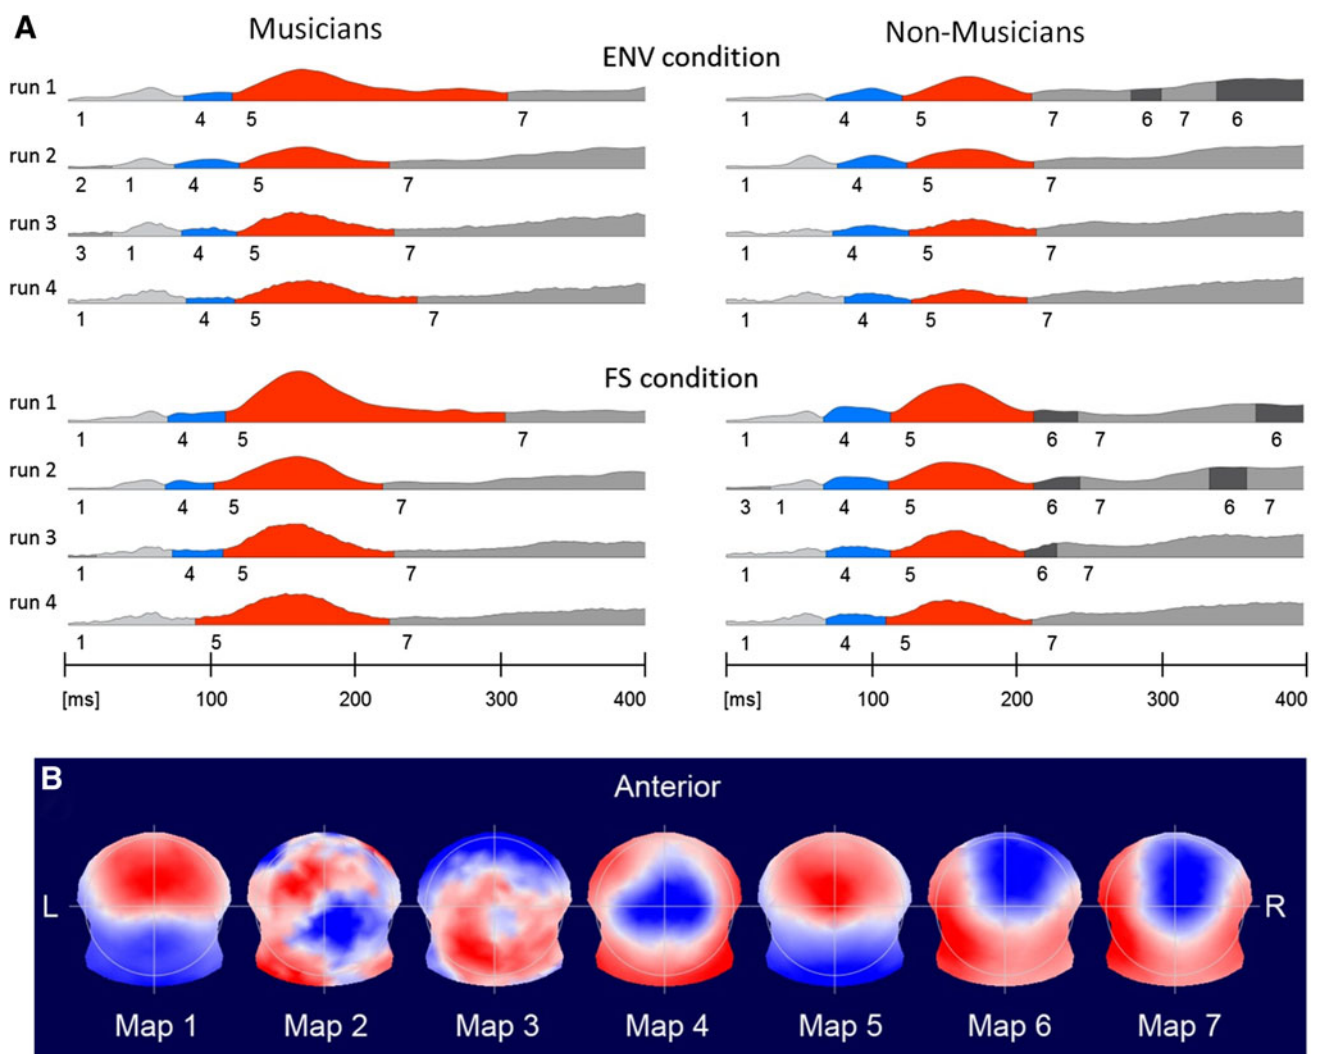 A
Musicians
Non-Musicians
ENV condition
run 1
1 4 5 7
1 4 5 7 6 7 6
run 2
2 1 4 5 7
1 4 5 7
run 3
3 1 4 5 7
1 4 5 7
run 4
1 4 5 7
1 4 5 7
FS condition
run 1
1 4 5 7
1 4 5 6 7 6
run 2
1 4 5 7
3 1 4 5 6 7 6 7
run 3
1 4 5 7
1 4 5 6 7
run 4
1 5 7
1 4 5 7
[ms] 100 200 300 400
[ms] 100 200 300 400
B
Anterior
L
R
Map 1 Map 2 Map 3 Map 4 Map 5 Map 6 Map 7